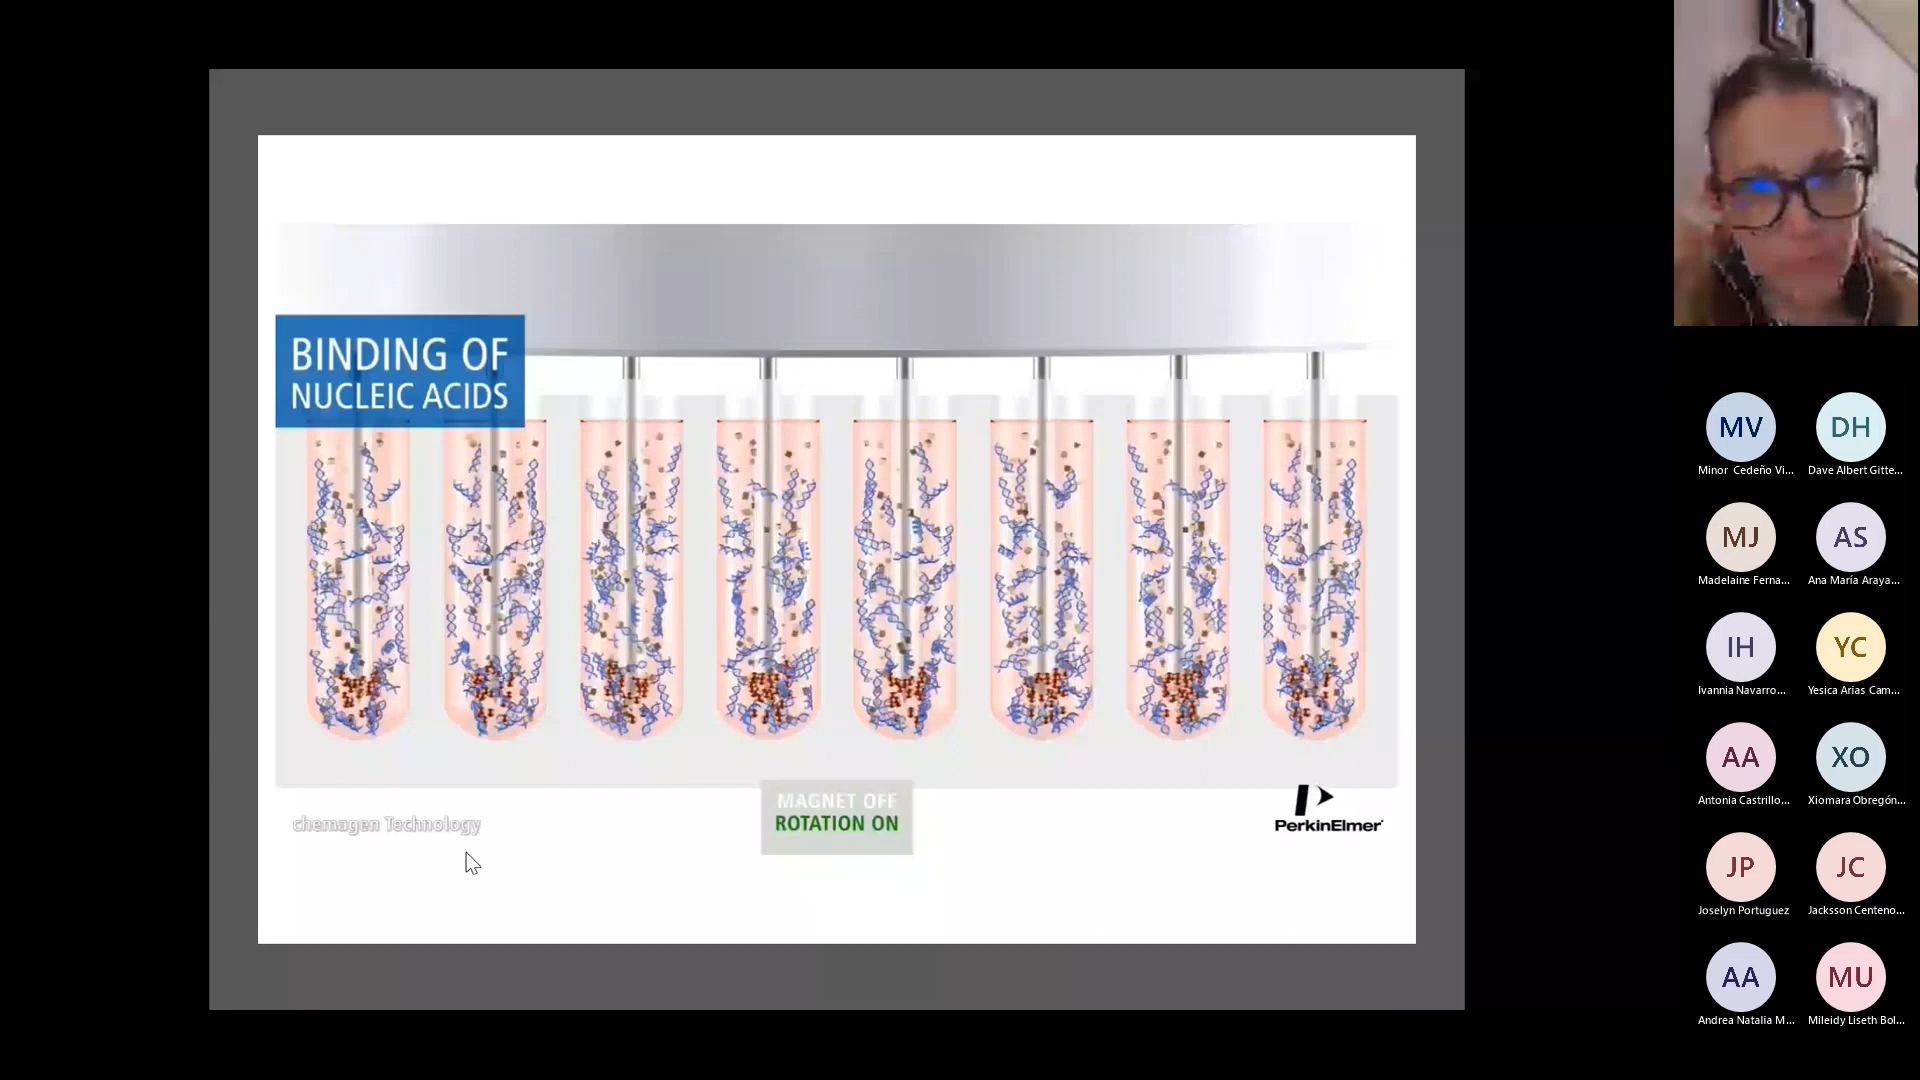 BINDING OF
NUCLEIC ACIDS
MAGNET OFF
ROTATION ON
chemagen Technology
PerkinElmer
MV
DH
Minor Cedeño Vi...
Dave Albert Gitte...
MJ
AS
Madelaine Ferna...
Ana María Araya...
IH
YC
Ivannia Navarro...
Yesica Arias Cam...
AA
XO
Antonia Castrillo...
Xiomara Obregón...
JP
JC
Joselyn Portuguez
Jacksson Centeno...
AA
MU
Andrea Natalia M...
Mileidy Liseth Bol...